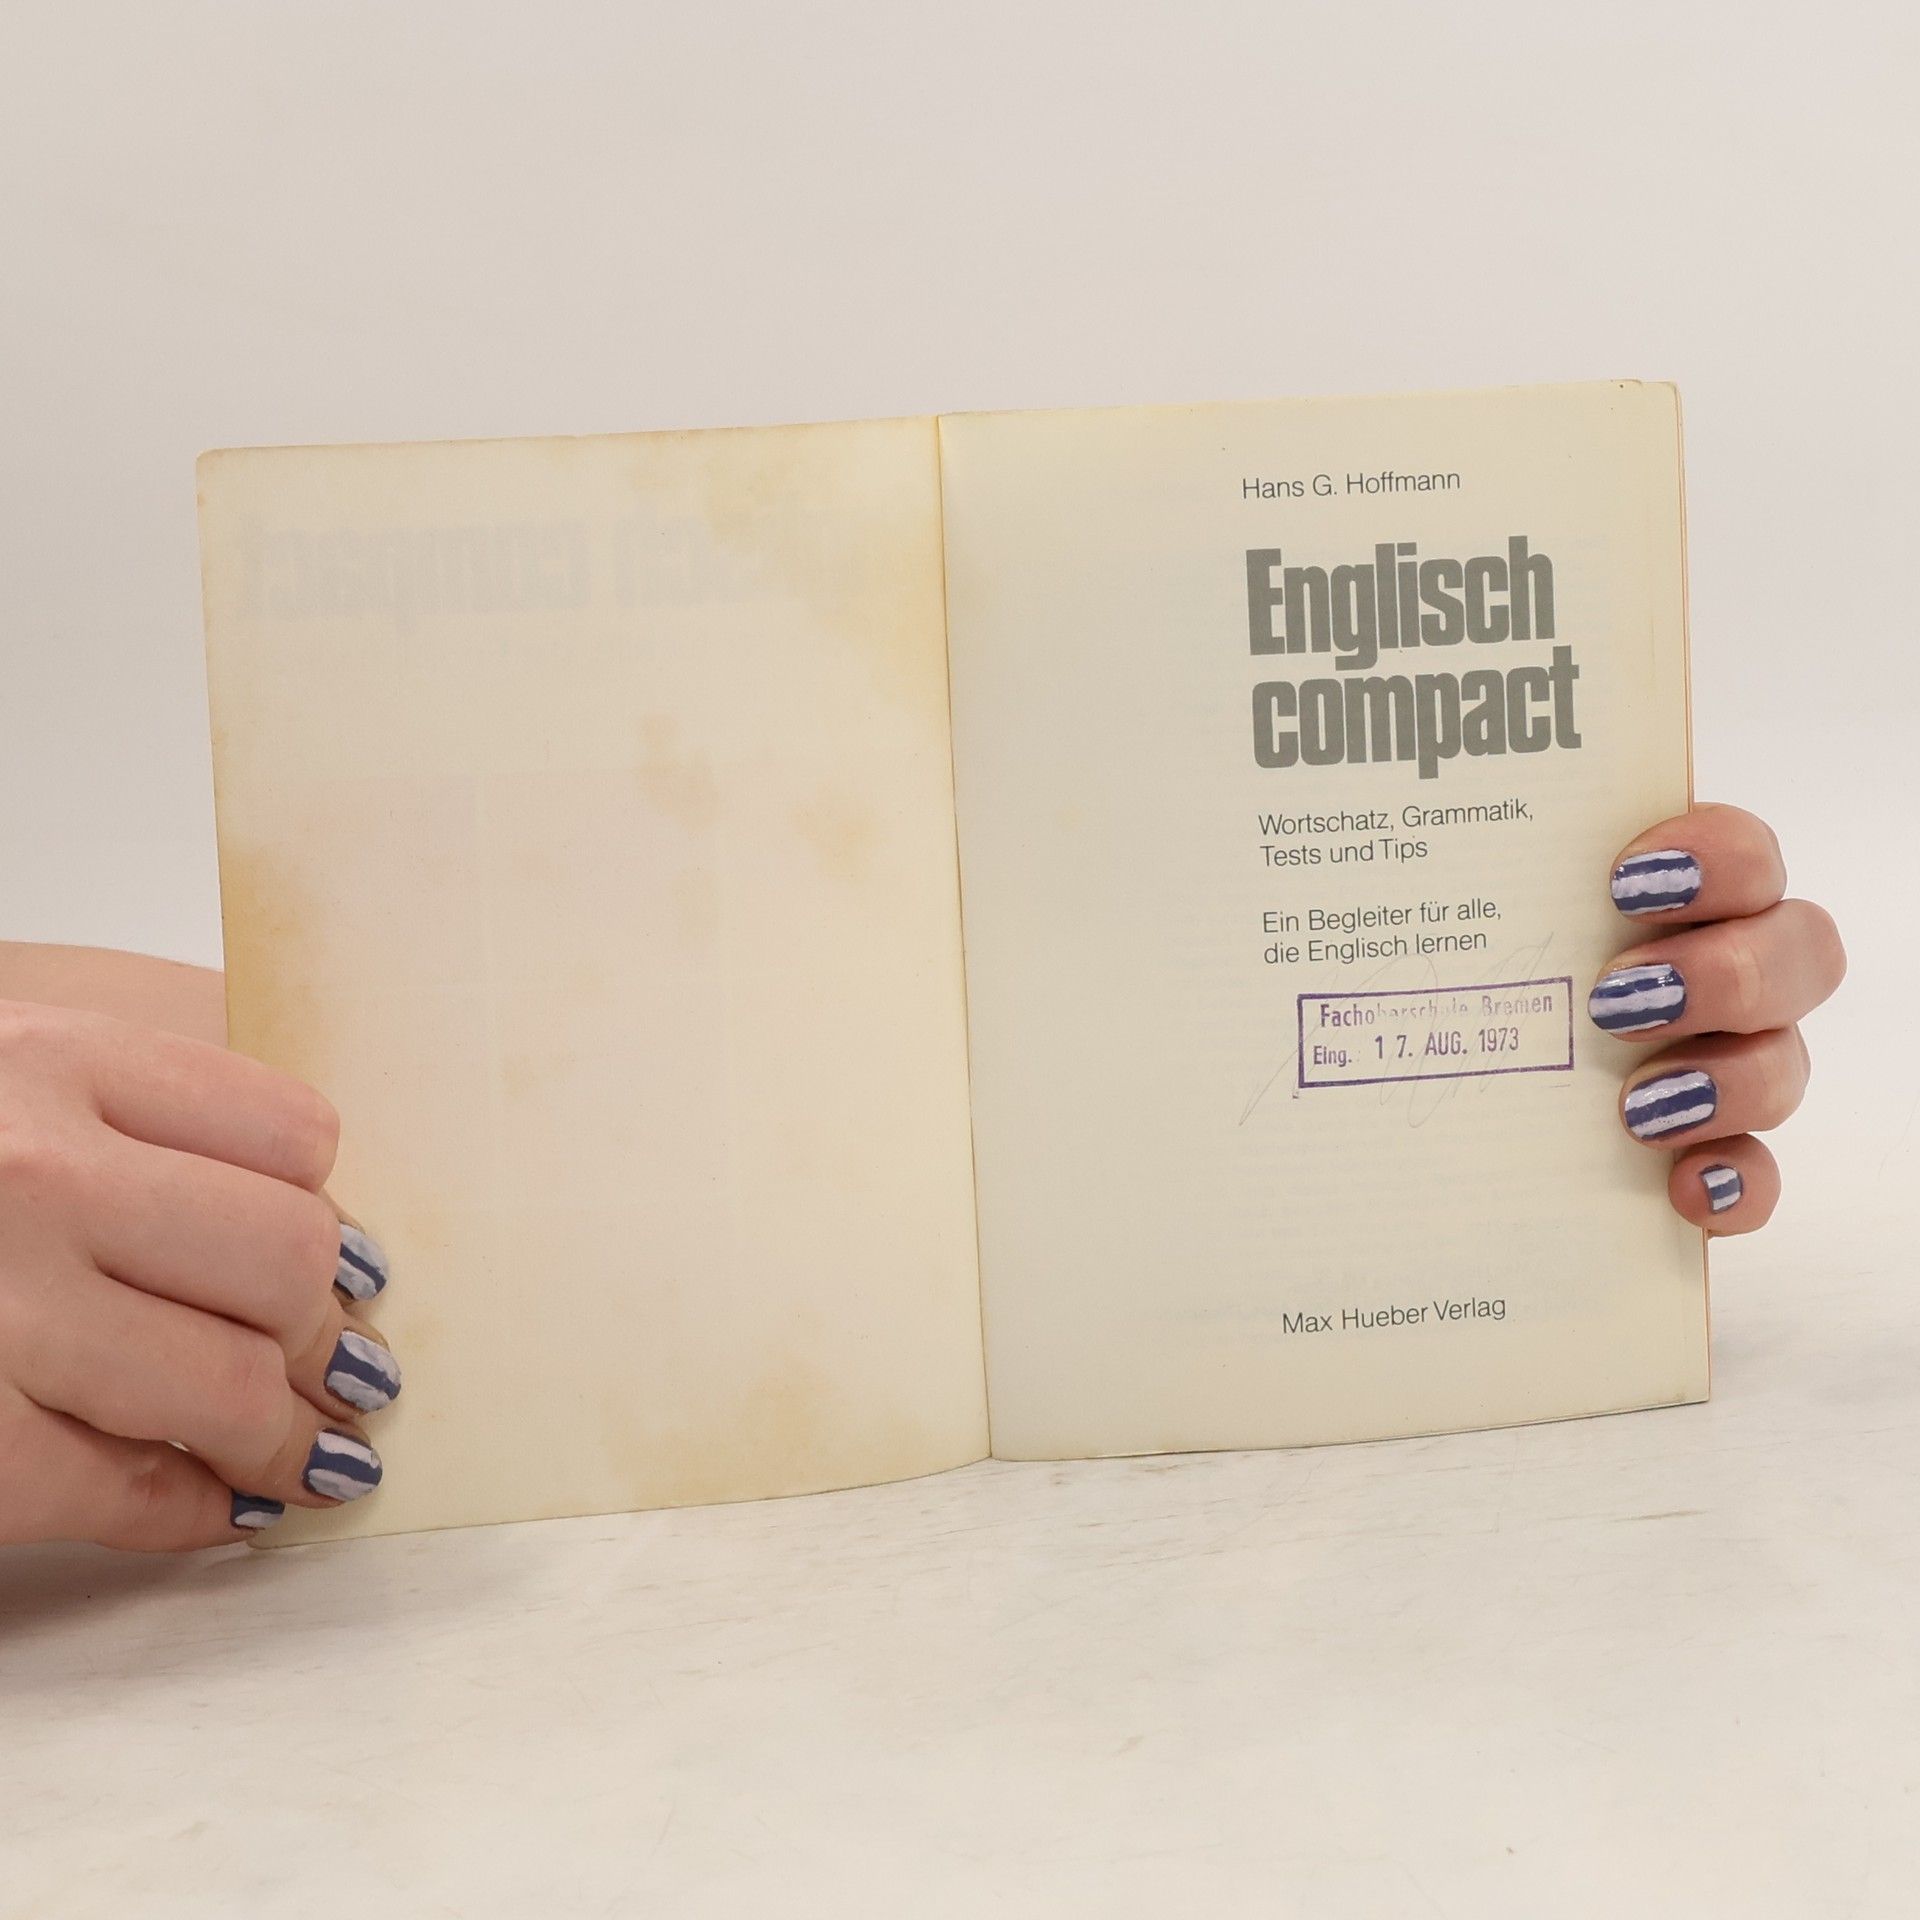 Hans G. Hoffmann
Englisch
compact
Wortschatz, Grammatik,
Tests und Tips
Ein Begleiter für alle,
die Englisch lernen
Fachoberschule Bremen
Eing.: 17. AUG. 1973
Max Hueber Verlag